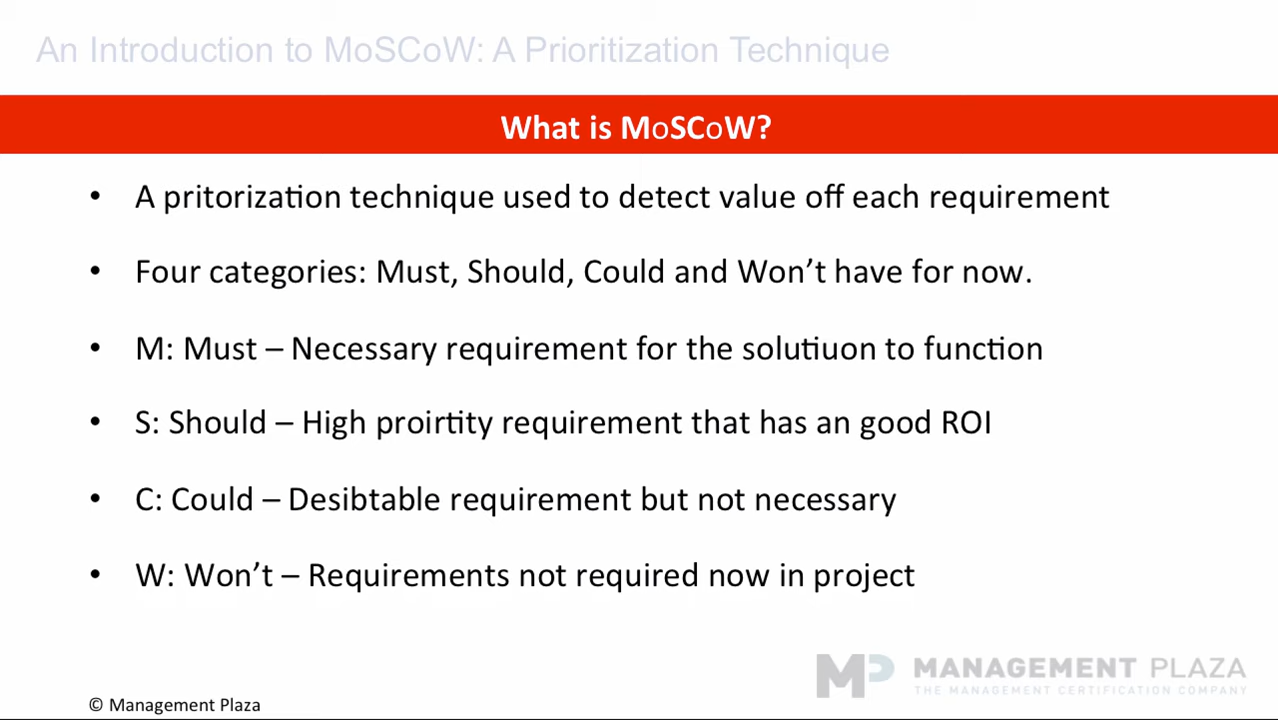 An Introduction to MoSCoW: A Prioritization Technique
What is MoSCoW?
• A pritorization technique used to detect value off each requirement
• Four categories: Must, Should, Could and Won't have for now.
• M: Must – Necessary requirement for the solutiuon to function
• S: Should – High proirtity requirement that has an good ROI
• C: Could – Desibtable requirement but not necessary
• W: Won't – Requirements not required now in project
MP MANAGEMENT PLAZA
THE MANAGEMENT CERTIFICATION COMPANY
© Management Plaza